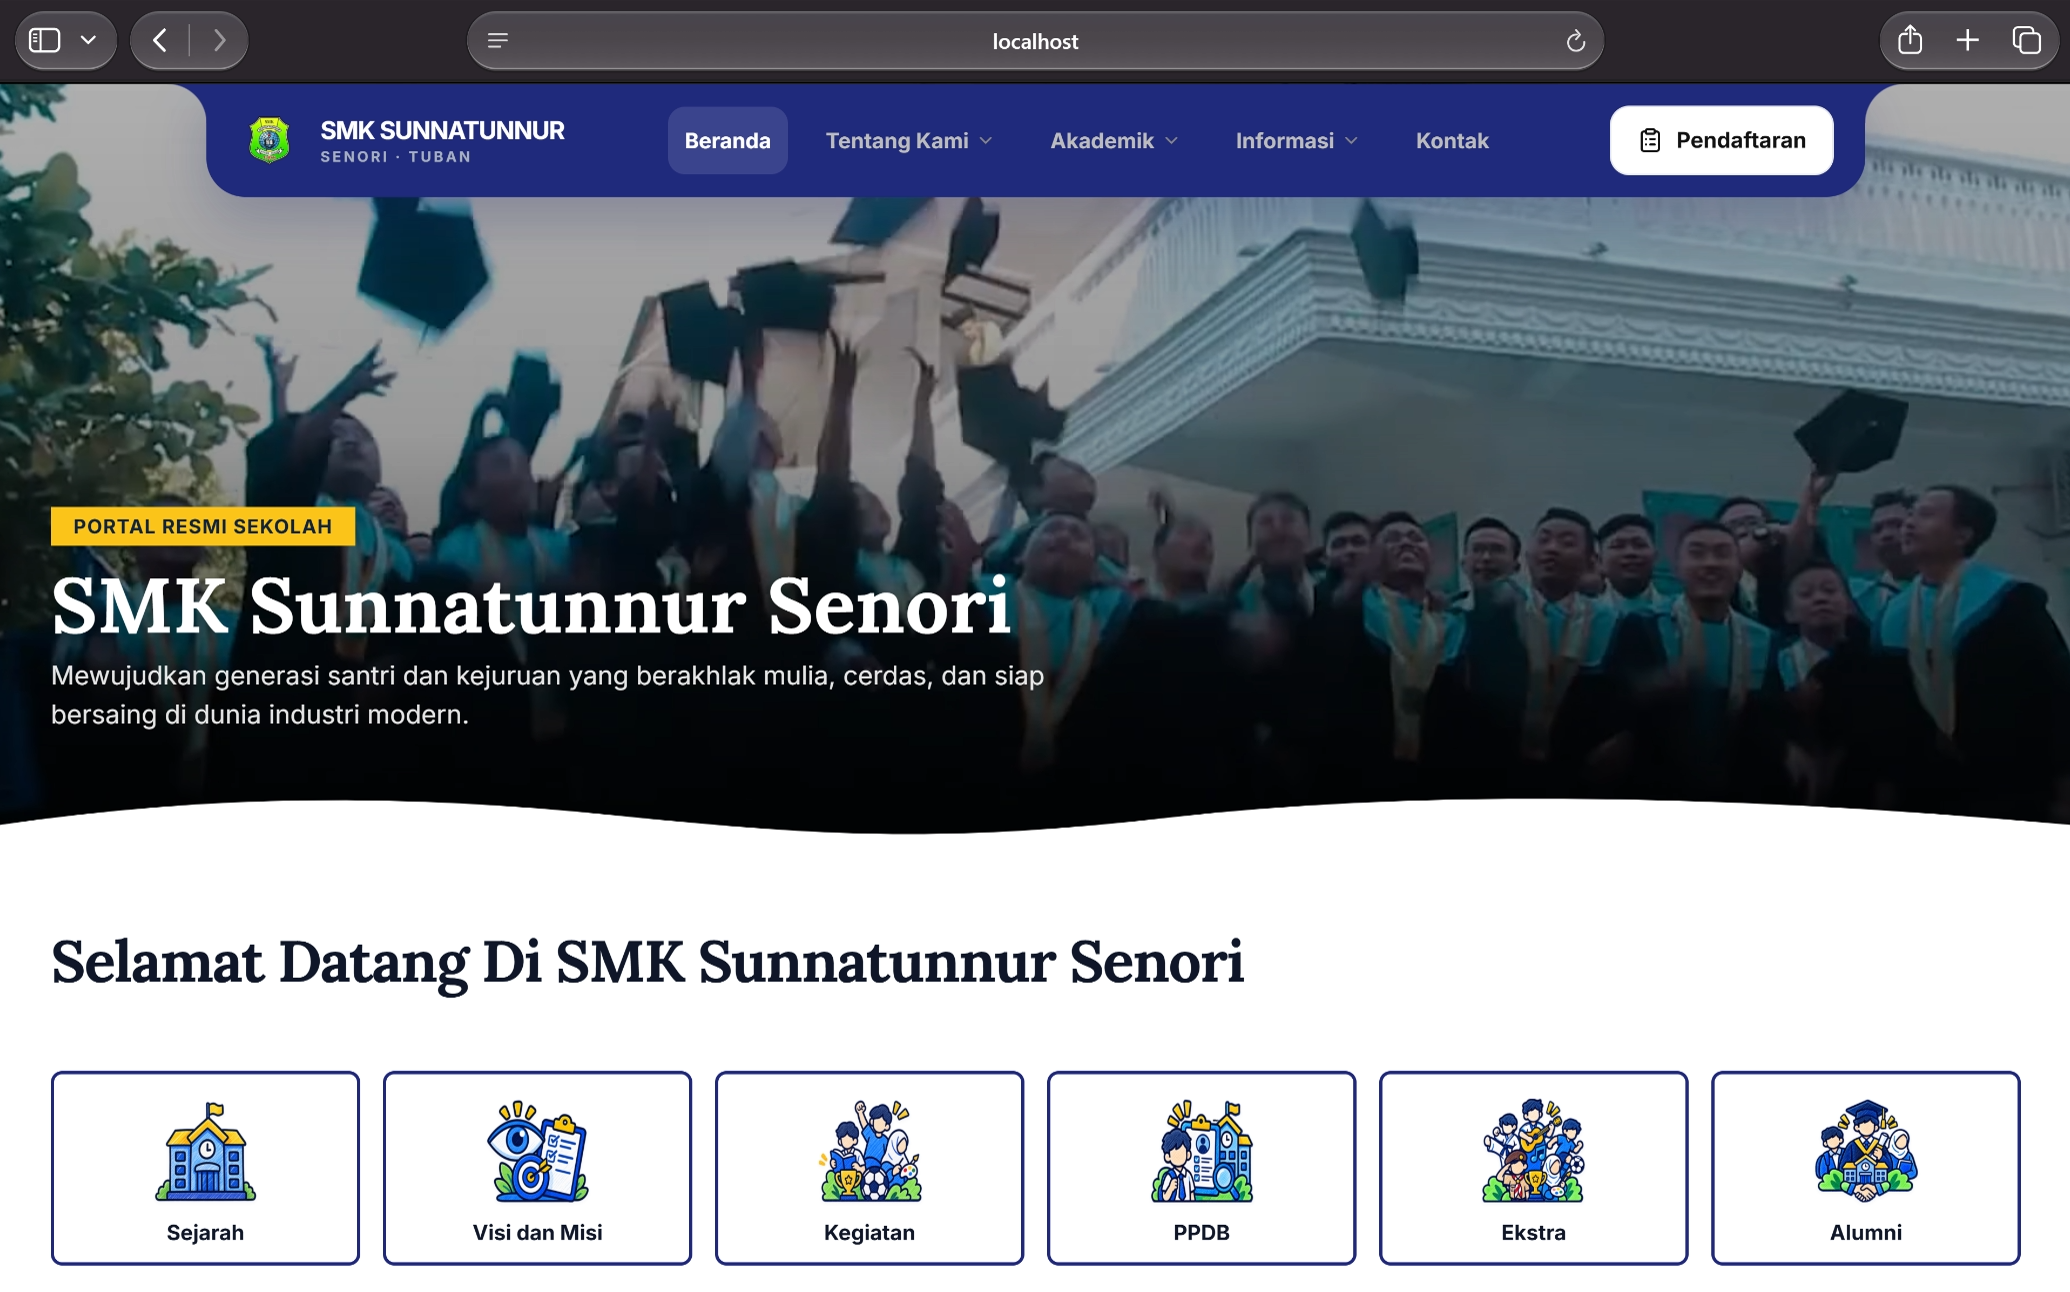 localhost
SMK SUNNATUNNUR
SENORI · TUBAN
Beranda
Tentang Kami
Akademik
Informasi
Kontak
Pendaftaran
PORTAL RESMI SEKOLAH
SMK Sunnatunnur Senori
Mewujudkan generasi santri dan kejuruan yang berakhlak mulia, cerdas, dan siap
bersaing di dunia industri modern.
Selamat Datang Di SMK Sunnatunnur Senori
Sejarah
Visi dan Misi
Kegiatan
PPDB
Ekstra
Alumni